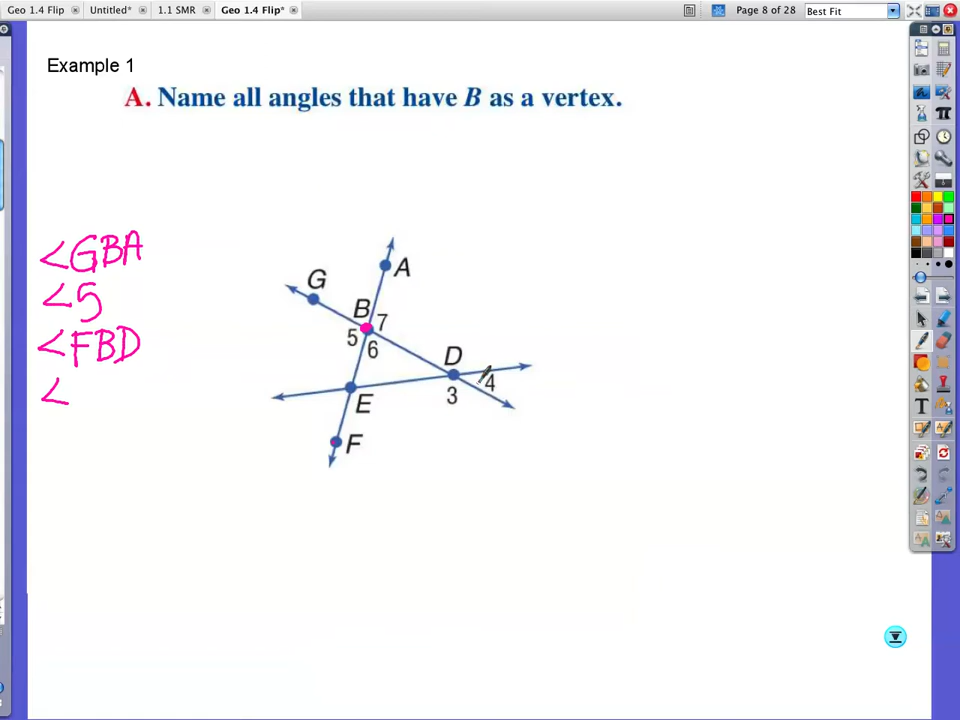 Geo 1.4 Flip
Untitled*
1.1 SMR
Geo 1.4 Flip*
Page 8 of 28
Best Fit
Example 1
A. Name all angles that have B as a vertex.
<GBA
<5
<FBD
<
A
G
B
7
5
6
D
4
3
E
F